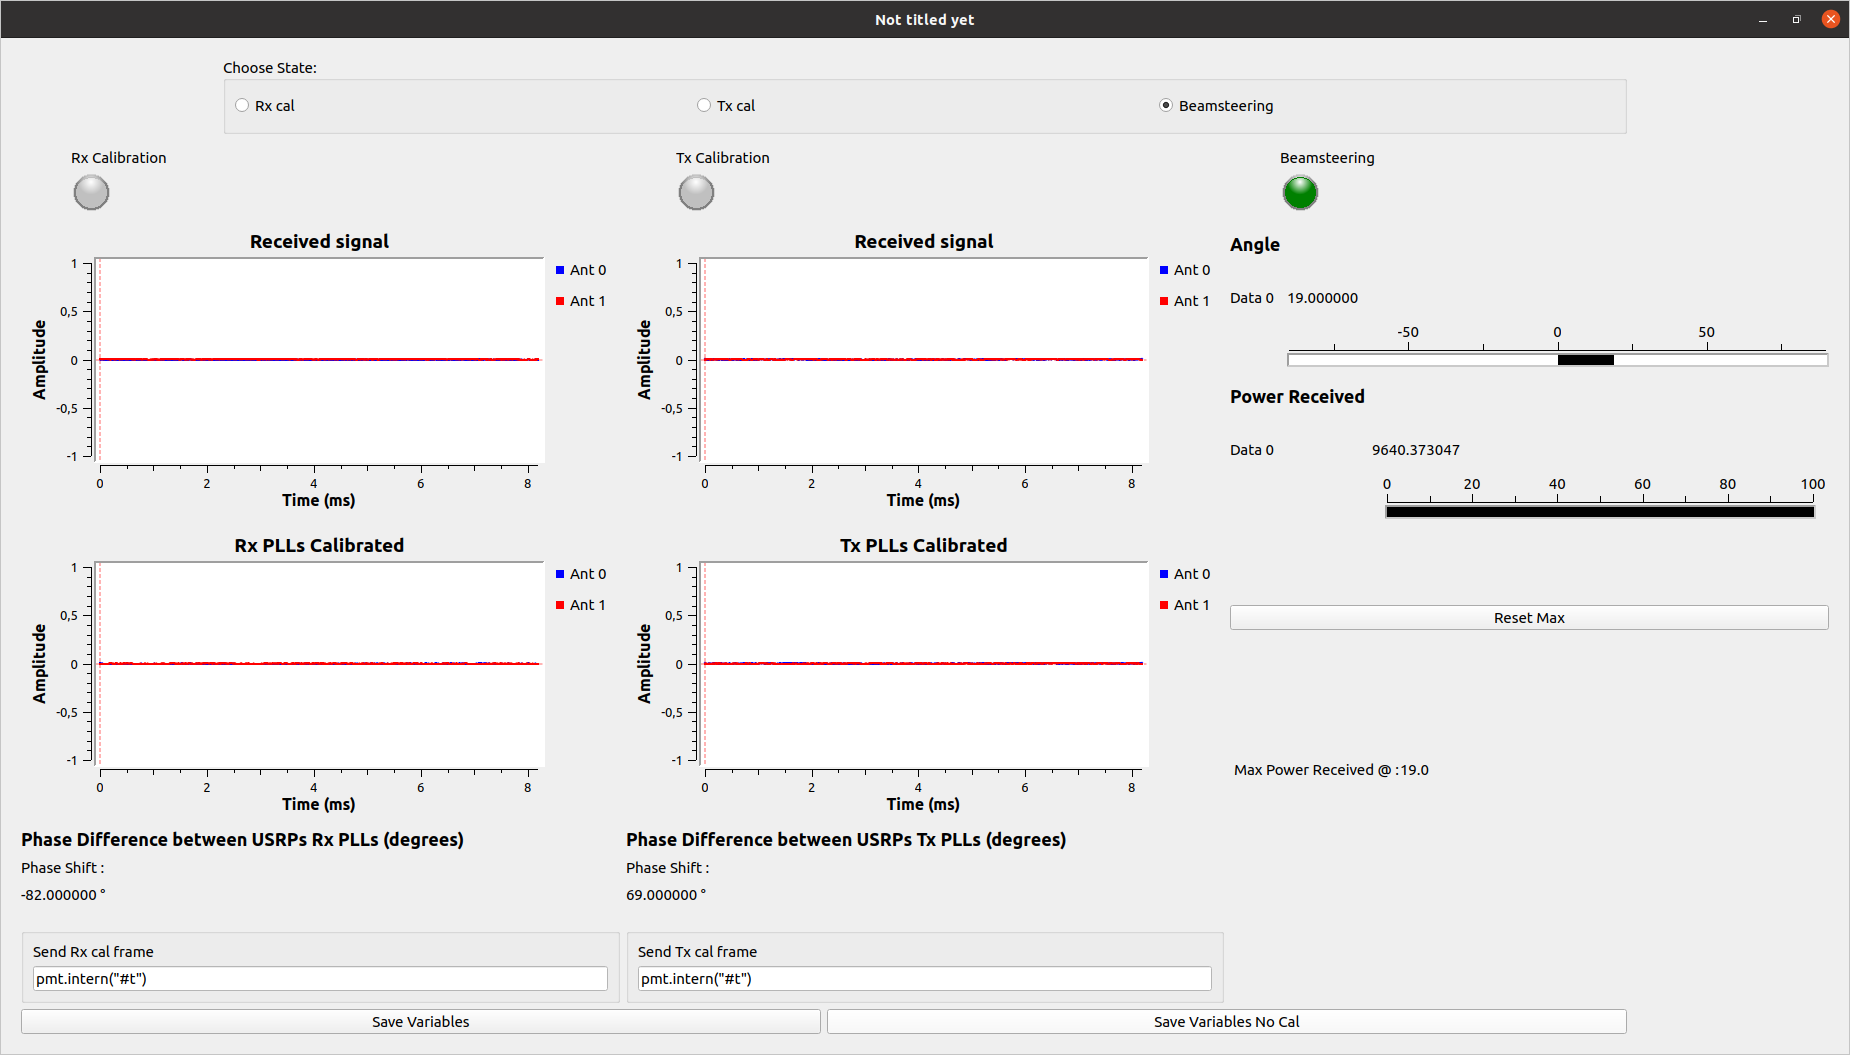 Not titled yet
Choose State:
Rx cal
Tx cal
Beamsteering
Rx Calibration
Tx Calibration
Beamsteering
Received signal
1
0,5
0
-0,5
-1
Amplitude
0 2 4 6 8
Time (ms)
Ant 0
Ant 1
Received signal
1
0,5
0
-0,5
-1
Amplitude
0 2 4 6 8
Time (ms)
Ant 0
Ant 1
Angle
Data 0 19.000000
-50 0 50
Power Received
Data 0 9640.373047
0 20 40 60 80 100
Rx PLLs Calibrated
1
0,5
0
-0,5
-1
Amplitude
0 2 4 6 8
Time (ms)
Ant 0
Ant 1
Tx PLLs Calibrated
1
0,5
0
-0,5
-1
Amplitude
0 2 4 6 8
Time (ms)
Ant 0
Ant 1
Reset Max
Max Power Received @ :19.0
Phase Difference between USRPs Rx PLLs (degrees)
Phase Shift :
-82.000000 °
Phase Difference between USRPs Tx PLLs (degrees)
Phase Shift :
69.000000 °
Send Rx cal frame
pmt.intern("#t")
Send Tx cal frame
pmt.intern("#t")
Save Variables
Save Variables No Cal